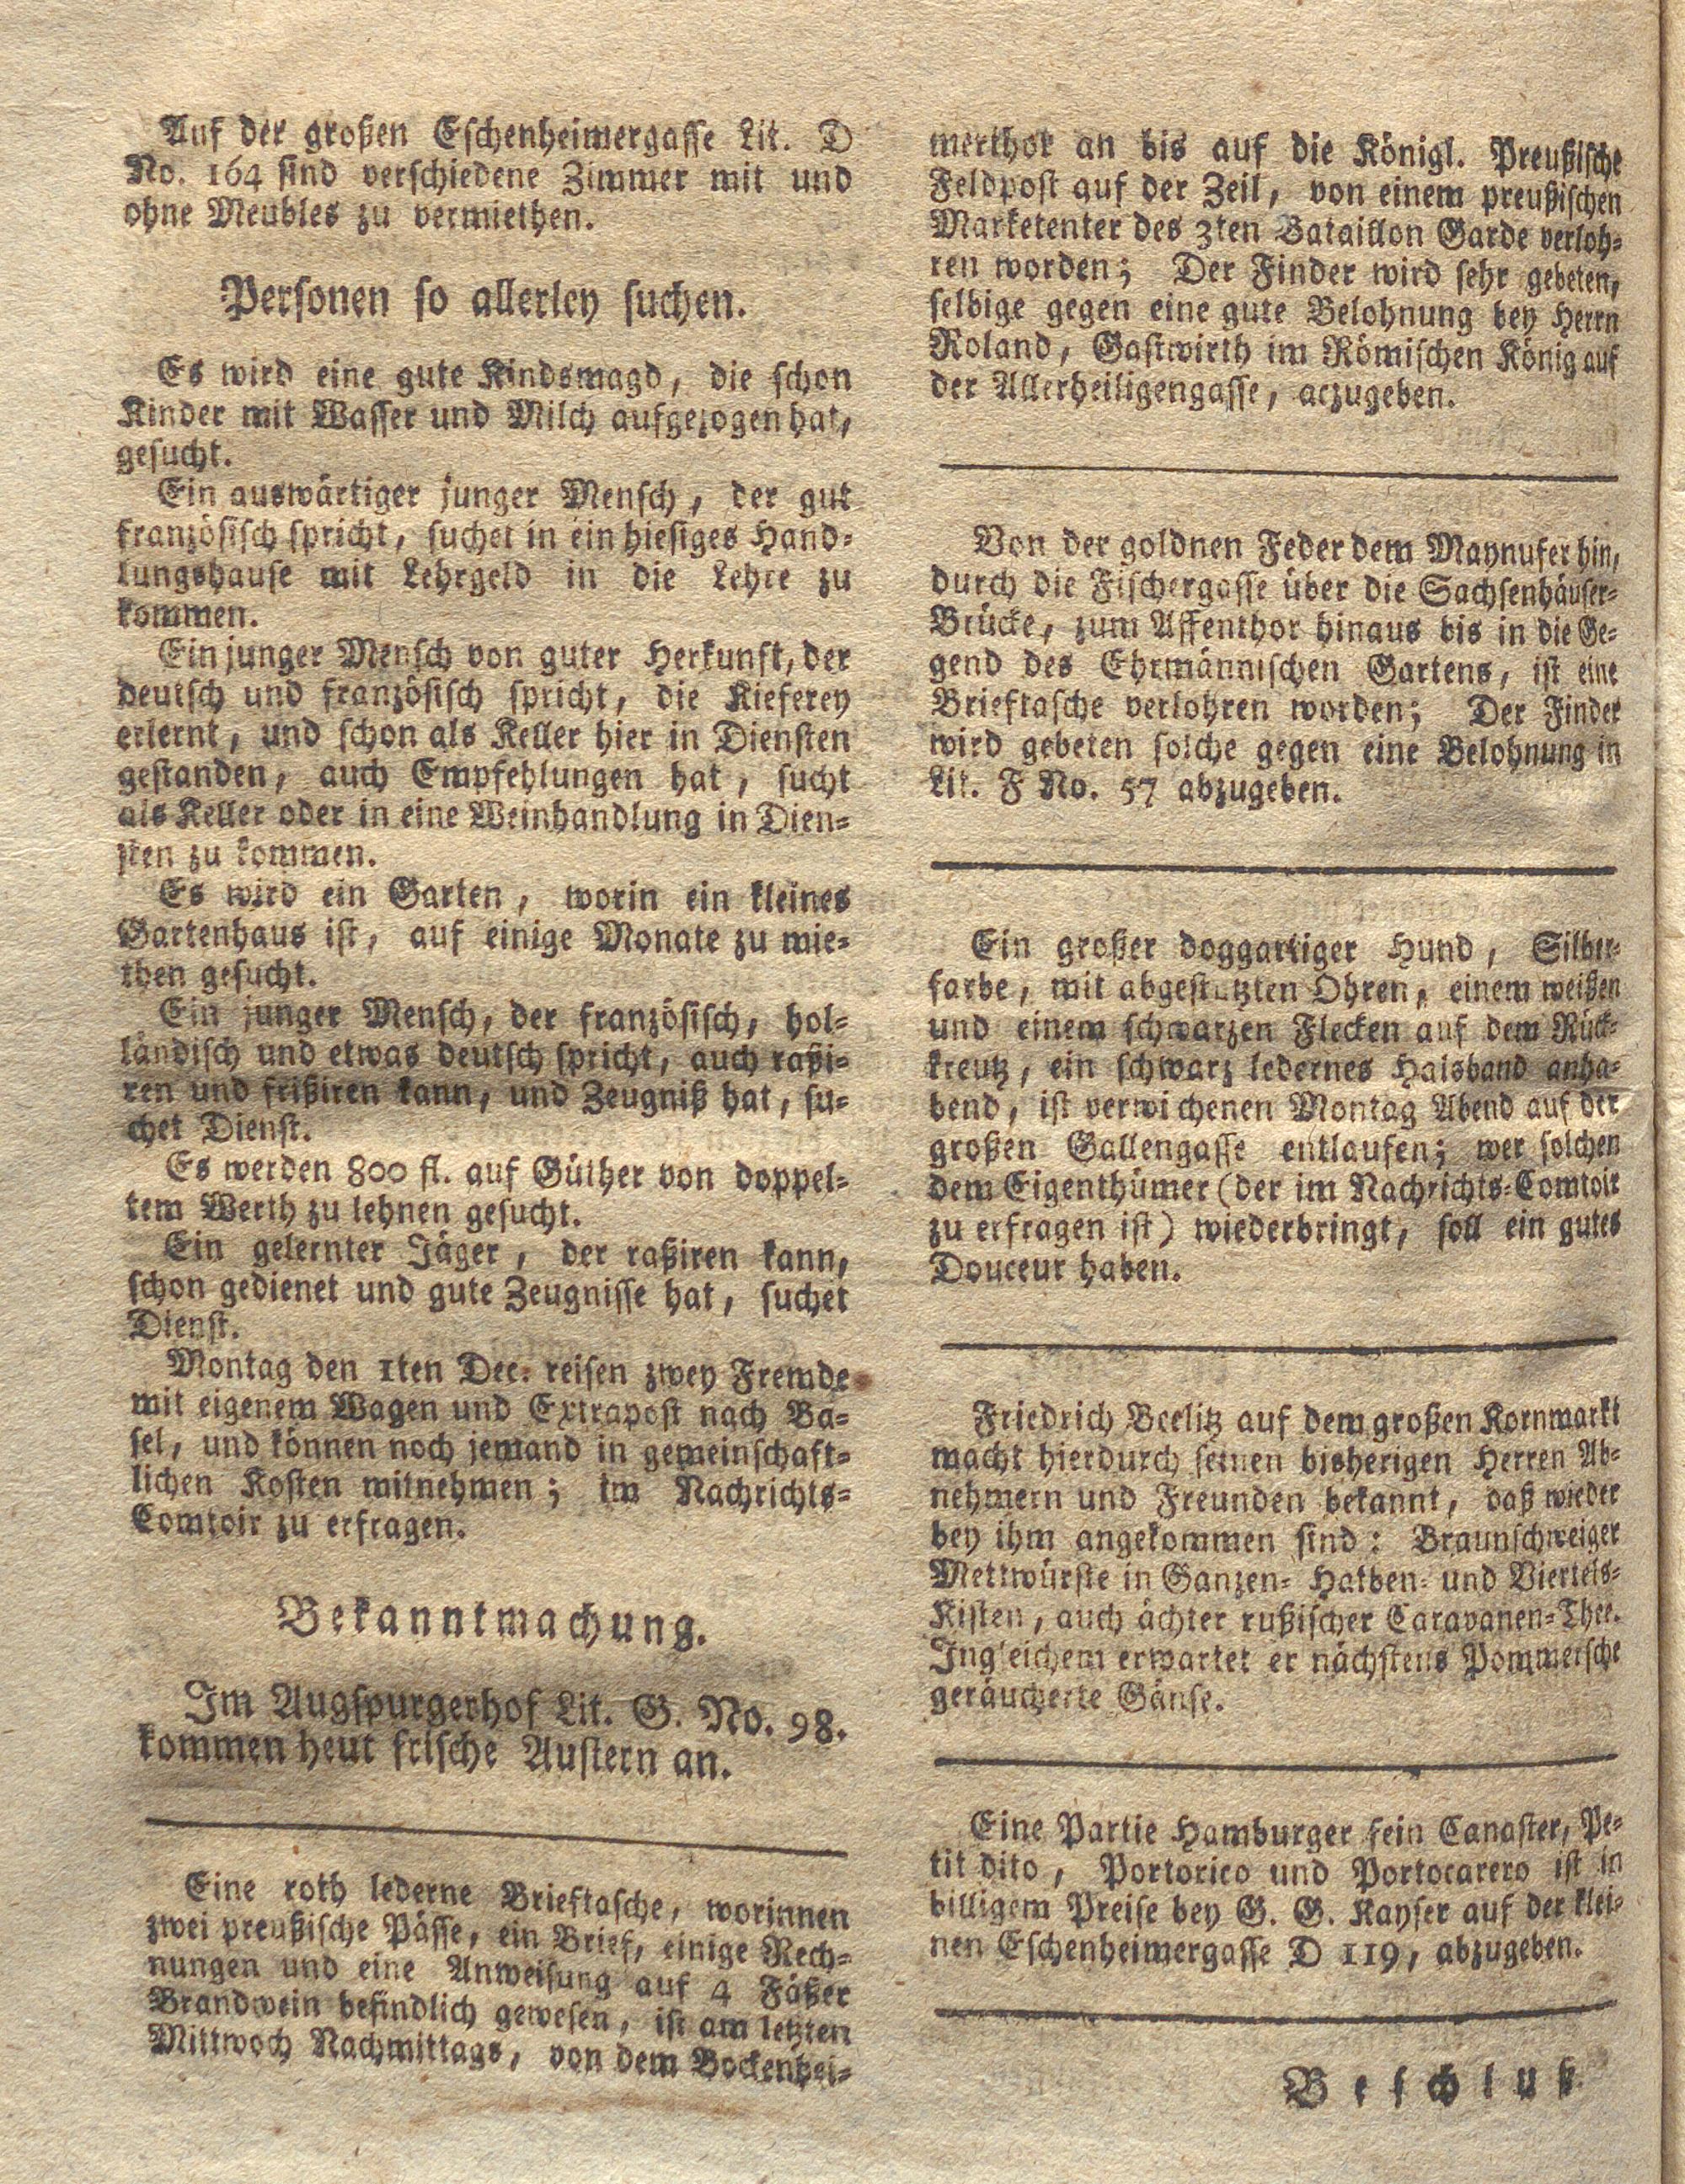 Auf der großen Eschenheimergasse Lit. D
No. 164 sind verschiedene Zimmer mit und
ohne Meubles zu vermiethen.
Personen so allerley suchen.
Es wird eine gute Kindsmagd, die schon
Kinder mit Wasser und Milch aufgezogen hat,
gesucht.
Ein auswärtiger junger Mensch, der gut
französisch spricht, suchet in ein hiesiges Hand-
lungshause mit Lehrgeld in die Lehre zu
kommen.
Ein junger Mensch von guter Herkunft, der
deutsch und französisch spricht, die Kieferey
erlernt, und schon als Keller hier in Diensten
gestanden, auch Empfehlungen hat, sucht
als Keller oder in eine Weinhandlung in Dien-
sten zu kommen.
Es wird ein Garten, worin ein kleines
Gartenhaus ist, auf einige Monate zu mie-
then gesucht.
Ein junger Mensch, der französisch, hol-
ländisch und etwas deutsch spricht, auch raßi-
ren und frißiren kann, und Zeugniß hat, su-
chet Dienst.
Es werden 800 fl. auf Güther von doppel-
tem Werth zu lehnen gesucht.
Ein gelernter Jäger, der raßiren kann,
schon gedienet und gute Zeugnisse hat, suchet
Dienst.
Montag den 1ten Dec. reisen zwey Fremde
mit eigenem Wagen und Extrapost nach Ba-
sel, und können noch jemand in gemeinschaft-
lichen Kosten mitnehmen; im Nachrichts-
Comtoir zu erfragen.
Bekanntmachung.
Im Augspurgerhof Lit. G. No. 98.
kommen heut frische Austern an.
Eine roth lederne Brieftasche, worinnen
zwei preußische Pässe, ein Brief, einige Rech-
nungen und eine Anweisung auf 4 Fäßer
Brandwein befindlich gewesen, ist am letzten
Mittwoch Nachmittags, von dem Bockenhei-
merthor an bis auf die Königl. Preußische
Feldpost auf der Zeil, von einem preußischen
Marketenter des 3ten Bataillon Garde verloh-
ren worden; Der Finder wird sehr gebeten,
selbige gegen eine gute Belohnung bey Herrn
Roland, Gastwirth im Römischen König auf
der Allerheiligengasse, aczugeben.
Von der goldnen Feder dem Maynufer hin,
durch die Fischergasse über die Sachsenhäuser-
Brücke, zum Affenthor hinaus bis in die Ge-
gend des Ehrmännischen Gartens, ist eine
Brieftasche verlohren worden; Der Finder
wird gebeten solche gegen eine Belohnung in
Lit. F No. 57 abzugeben.
Ein großer doggartiger Hund, Silber-
farbe, mit abgestutzten Ohren, einem weißen
und einem schwarzen Flecken auf dem Rück-
kreutz, ein schwarz ledernes Halsband anha-
bend, ist verwichenen Montag Abend auf der
großen Gallengasse entlaufen; wer solchen
dem Eigenthümer (der im Nachrichts-Comtoir
zu erfragen ist) wiederbringt, soll ein gutes
Douceur haben.
Friedrich Beelitz auf dem großen Kornmarkt
macht hierdurch seinen bisherigen Herren Ab-
nehmern und Freunden bekannt, daß wieder
bey ihm angekommen sind: Braunschweiger
Mettwürste in Ganzen- Halben- und Viertels-
Kisten, auch ächter rußischer Caravanen-Thee.
Ingleichem erwartet er nächstens Pommersche
geräucherte Gänse.
Eine Partie Hamburger fein Canaster, Pe-
tit dito, Portorico und Portocarero ist in
billigem Preise bey G. G. Kayser auf der klei-
nen Eschenheimergasse D 119, abzugeben.
Beschluß